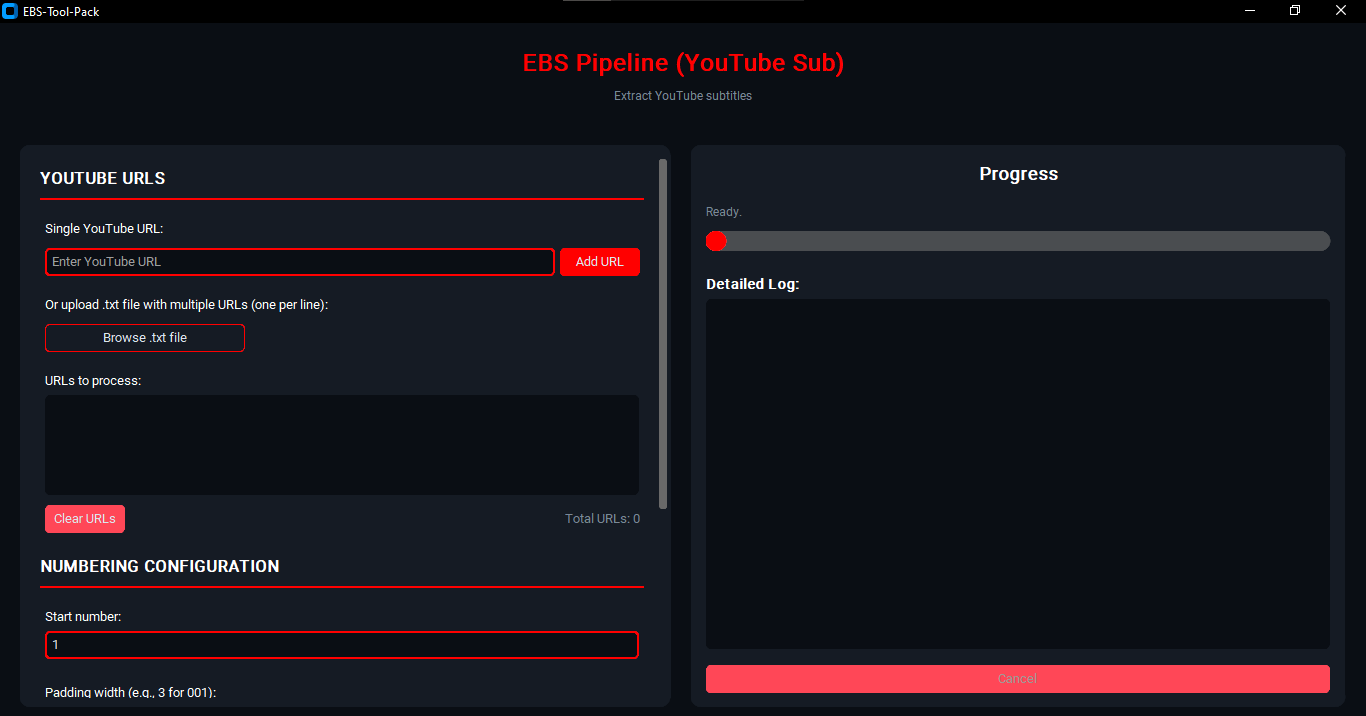 EBS-Tool-Pack
EBS Pipeline (YouTube Sub)
Extract YouTube subtitles
YOUTUBE URLS
Single YouTube URL:
Enter YouTube URL
Add URL
Or upload .txt file with multiple URLs (one per line):
Browse .txt file
URLs to process:
Clear URLs
Total URLs: 0
NUMBERING CONFIGURATION
Start number:
1
Padding width (e.g., 3 for 001):
Progress
Ready.
Detailed Log:
Cancel